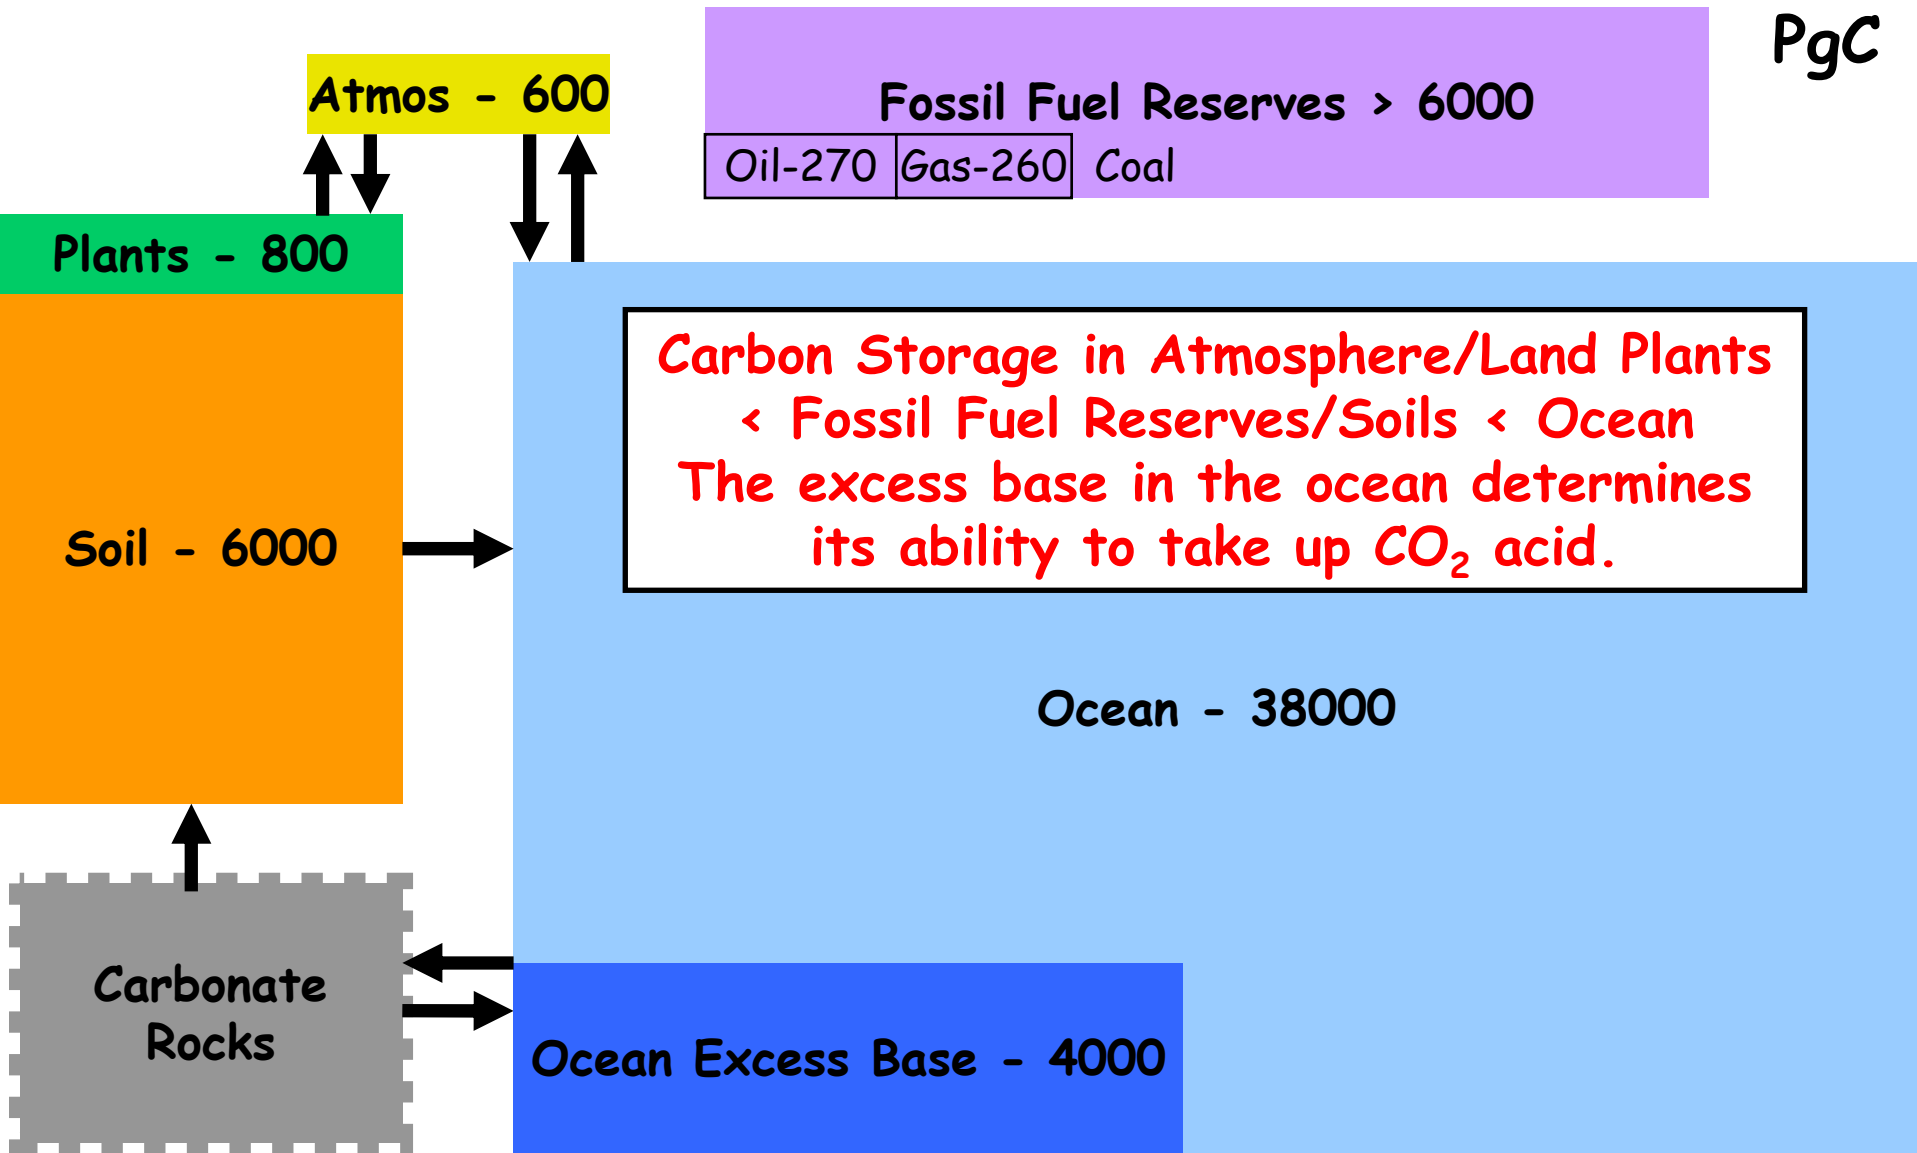 PgC
Atmos - 600
Fossil Fuel Reserves > 6000
Oil-270 Gas-260 Coal
Plants - 800
Carbon Storage in Atmosphere/Land Plants
< Fossil Fuel Reserves/Soils < Ocean
The excess base in the ocean determines
its ability to take up CO₂ acid.
Soil - 6000
Ocean - 38000
Carbonate
Rocks
Ocean Excess Base - 4000